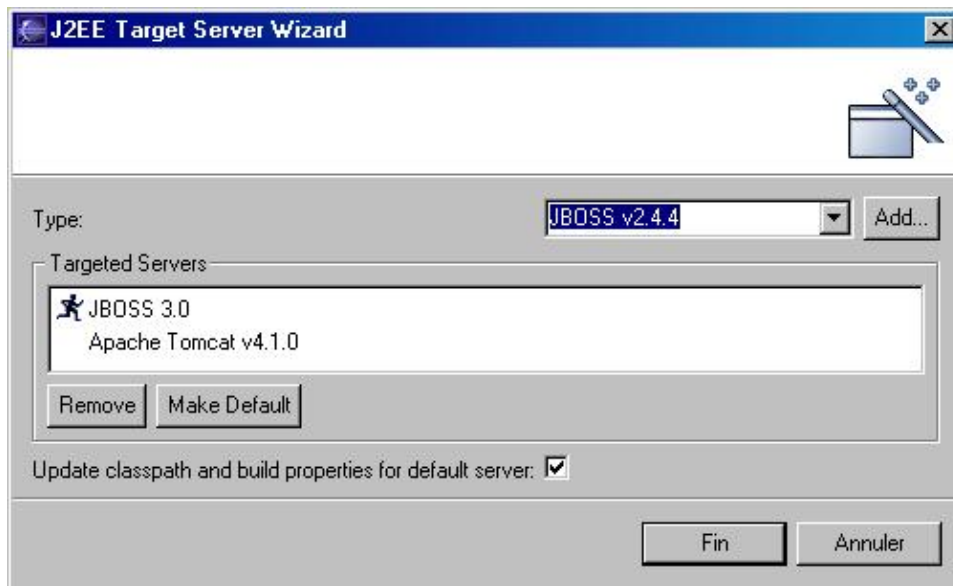 J2EE Target Server Wizard
Type:
JBOSS v2.4.4
Add...
Targeted Servers
JBOSS 3.0
Apache Tomcat v4.1.0
Remove
Make Default
Update classpath and build properties for default server:
Fin
Annuler